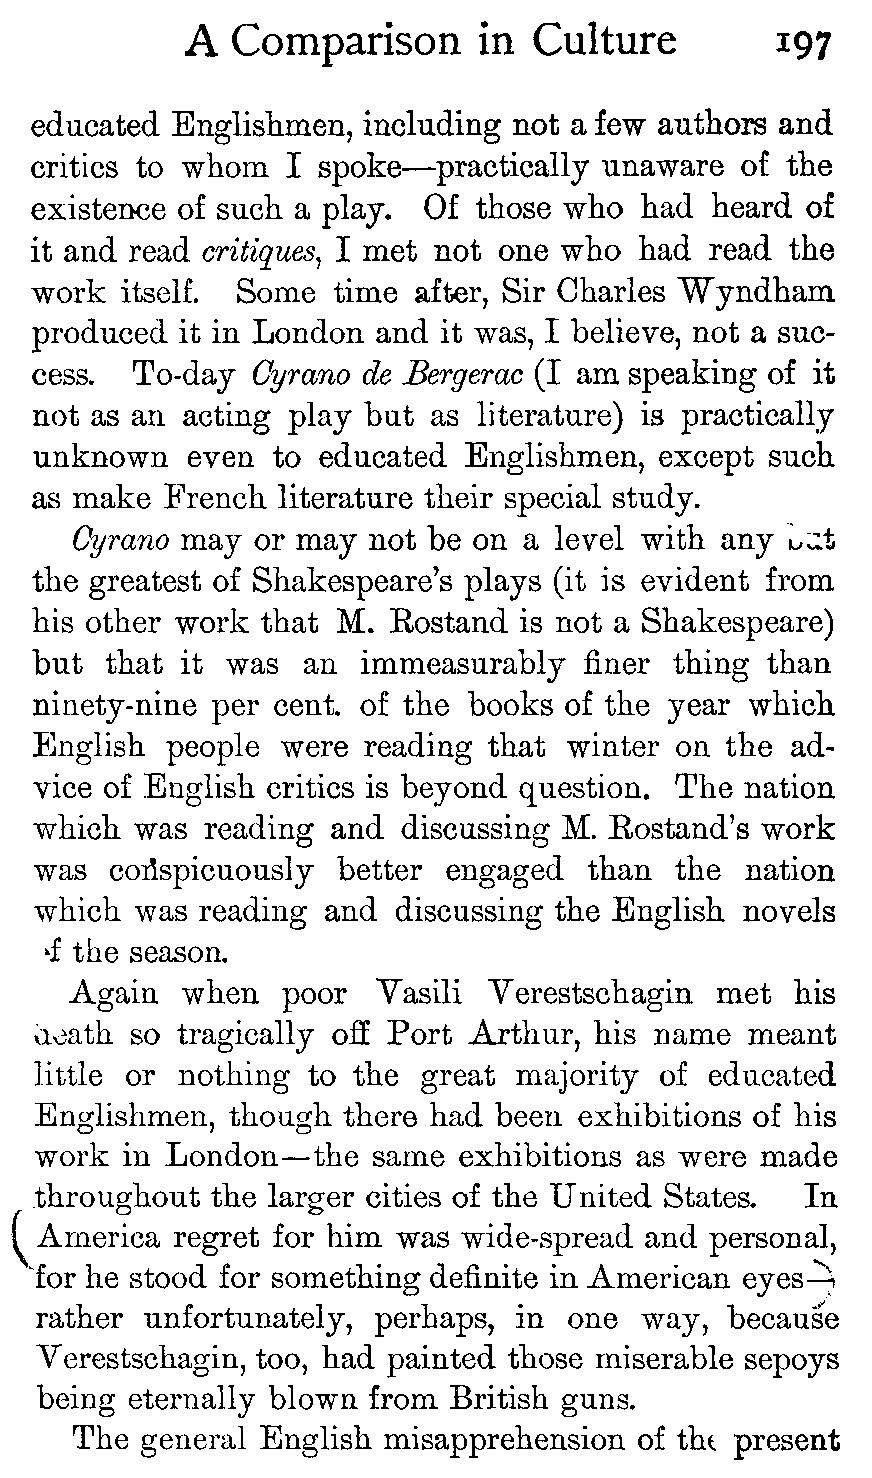 A Comparison in Culture 197
educated Englishmen, including not a few authors and
critics to whom I spoke—practically unaware of the
existence of such a play. Of those who had heard of
it and read critiques, I met not one who had read the
work itself. Some time after, Sir Charles Wyndham
produced it in London and it was, I believe, not a suc-
cess. To-day Cyrano de Bergerac (I am speaking of it
not as an acting play but as literature) is practically
unknown even to educated Englishmen, except such
as make French literature their special study.
Cyrano may or may not be on a level with any but
the greatest of Shakespeare's plays (it is evident from
his other work that M. Rostand is not a Shakespeare)
but that it was an immeasurably finer thing than
ninety-nine per cent. of the books of the year which
English people were reading that winter on the ad-
vice of English critics is beyond question. The nation
which was reading and discussing M. Rostand's work
was conspicuously better engaged than the nation
which was reading and discussing the English novels
of the season.
Again when poor Vasili Verestschagin met his
death so tragically off Port Arthur, his name meant
little or nothing to the great majority of educated
Englishmen, though there had been exhibitions of his
work in London—the same exhibitions as were made
throughout the larger cities of the United States. In
America regret for him was wide-spread and personal,
for he stood for something definite in American eyes—
rather unfortunately, perhaps, in one way, because
Verestschagin, too, had painted those miserable sepoys
being eternally blown from British guns.
The general English misapprehension of the present